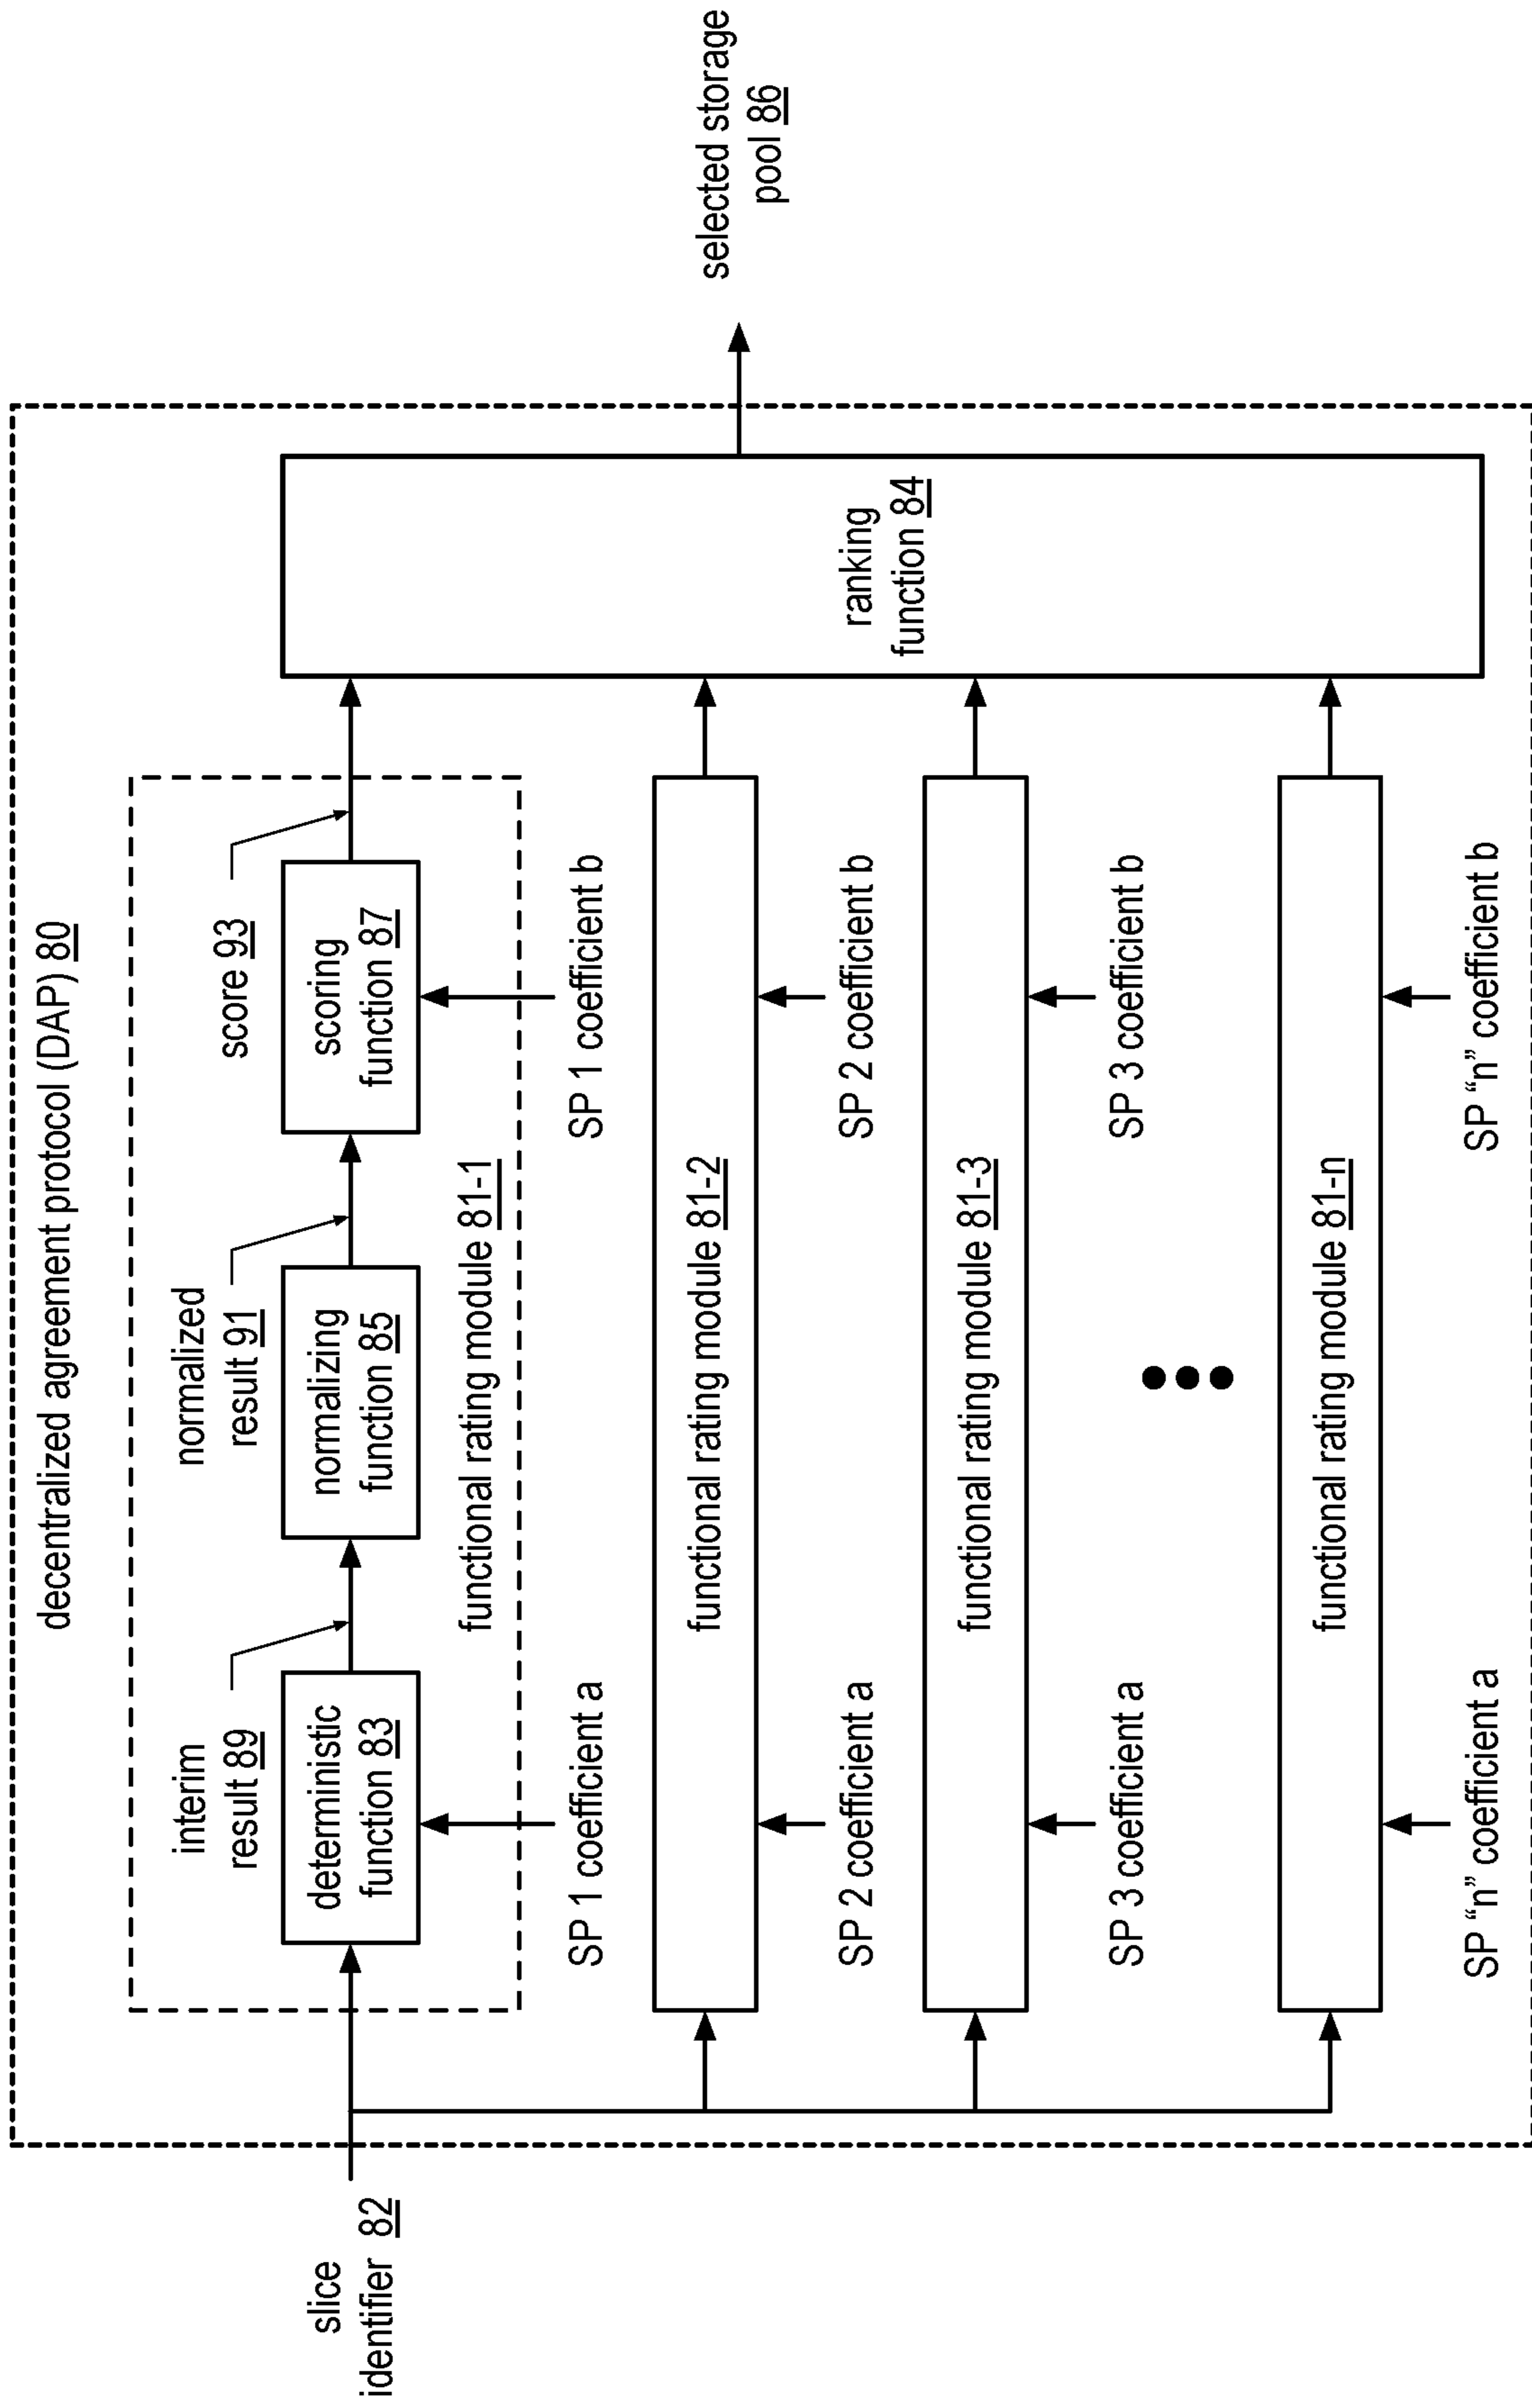 decentralized agreement protocol (DAP) 80
slice
identifier 82
interim
result 89
normalized
result 91
score 93
deterministic
function 83
normalizing
function 85
scoring
function 87
functional rating module 81-1
SP 1 coefficient a
SP 1 coefficient b
functional rating module 81-2
SP 2 coefficient a
SP 2 coefficient b
functional rating module 81-3
SP 3 coefficient a
SP 3 coefficient b
functional rating module 81-n
SP “n” coefficient a
SP “n” coefficient b
ranking
function 84
selected storage
pool 86